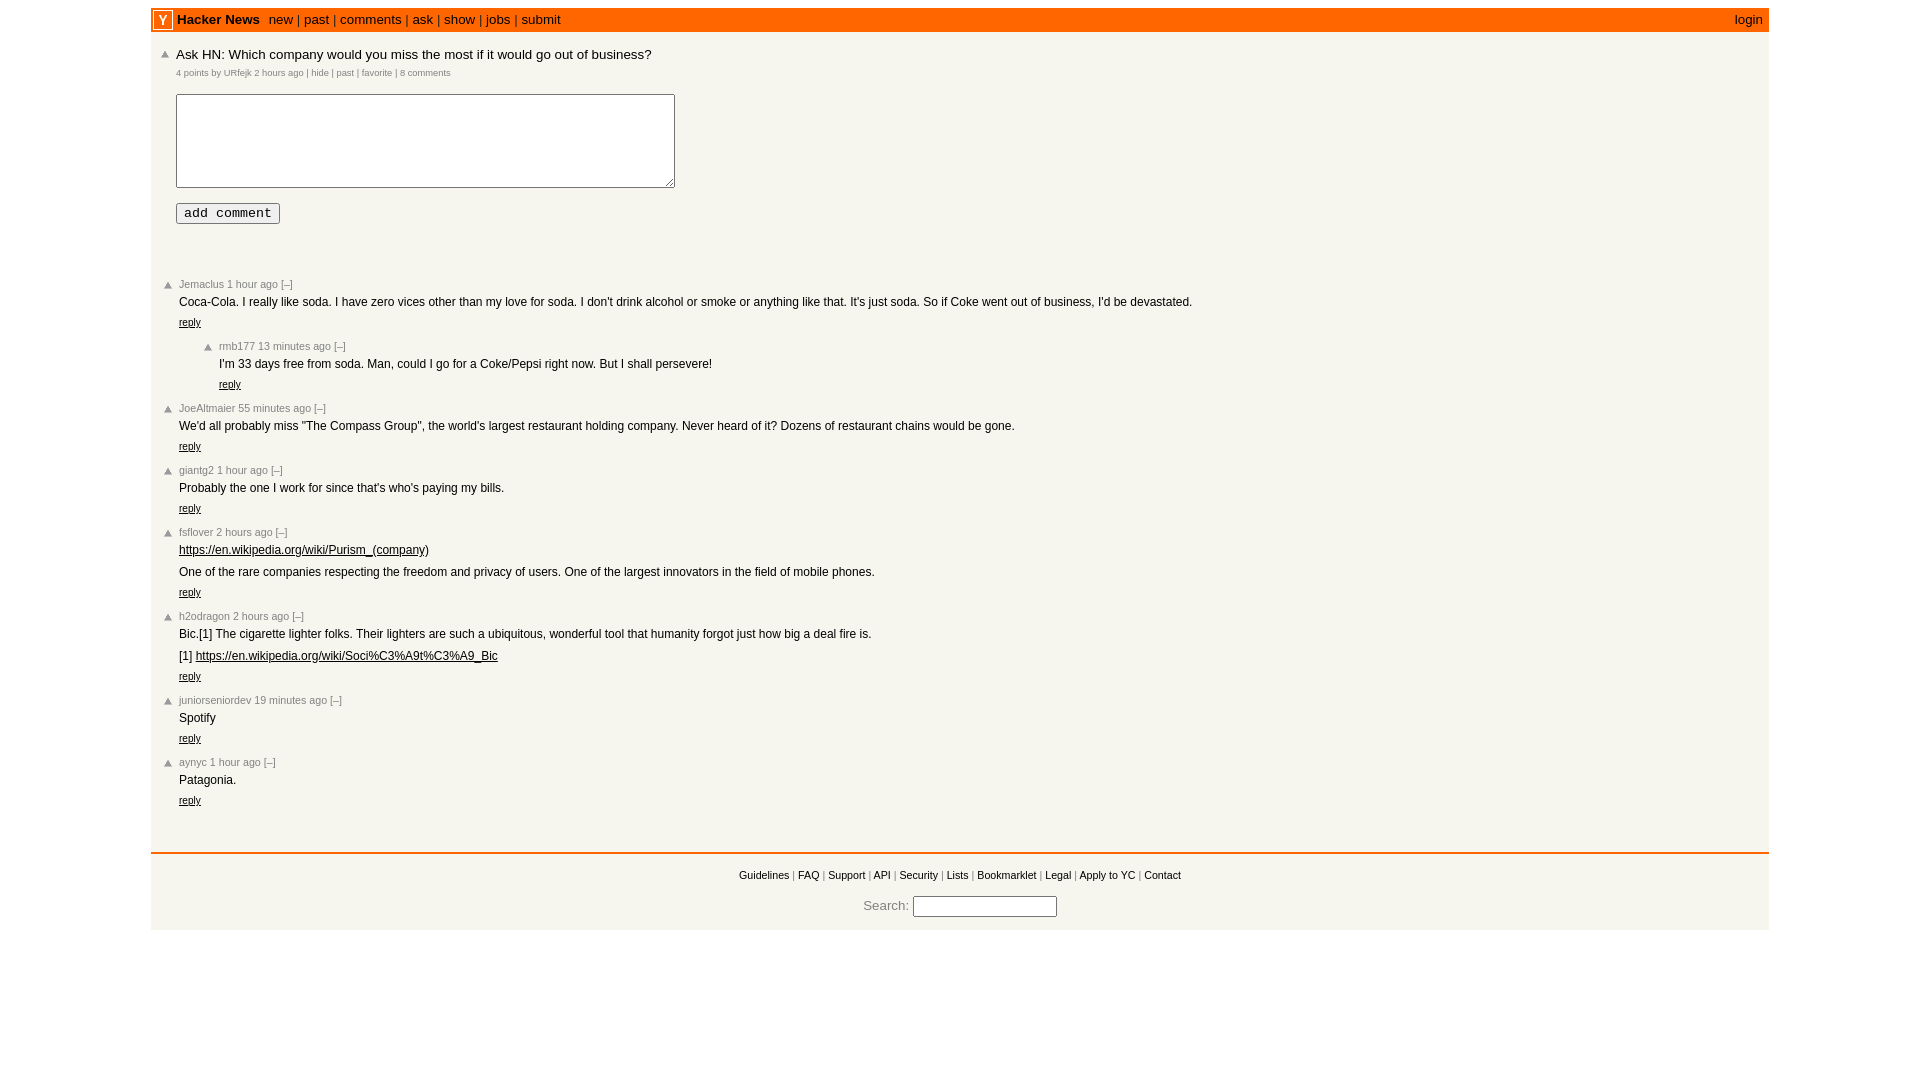 Y Hacker News new | past | comments | ask | show | jobs | submit login
Ask HN: Which company would you miss the most if it would go out of business?
4 points by URfejk 2 hours ago | hide | past | favorite | 8 comments
add comment
Jemaclus 1 hour ago [–]
Coca-Cola. I really like soda. I have zero vices other than my love for soda. I don't drink alcohol or smoke or anything like that. It's just soda. So if Coke went out of business, I'd be devastated.
reply
rmb177 13 minutes ago [–]
I'm 33 days free from soda. Man, could I go for a Coke/Pepsi right now. But I shall persevere!
reply
JoeAltmaier 55 minutes ago [–]
We'd all probably miss "The Compass Group", the world's largest restaurant holding company. Never heard of it? Dozens of restaurant chains would be gone.
reply
giantg2 1 hour ago [–]
Probably the one I work for since that's who's paying my bills.
reply
fsflover 2 hours ago [–]
https://en.wikipedia.org/wiki/Purism_(company)
One of the rare companies respecting the freedom and privacy of users. One of the largest innovators in the field of mobile phones.
reply
h2odragon 2 hours ago [–]
Bic.[1] The cigarette lighter folks. Their lighters are such a ubiquitous, wonderful tool that humanity forgot just how big a deal fire is.
[1] https://en.wikipedia.org/wiki/Soci%C3%A9t%C3%A9_Bic
reply
juniorseniordev 19 minutes ago [–]
Spotify
reply
aynyc 1 hour ago [–]
Patagonia.
reply
Guidelines | FAQ | Support | API | Security | Lists | Bookmarklet | Legal | Apply to YC | Contact
Search: